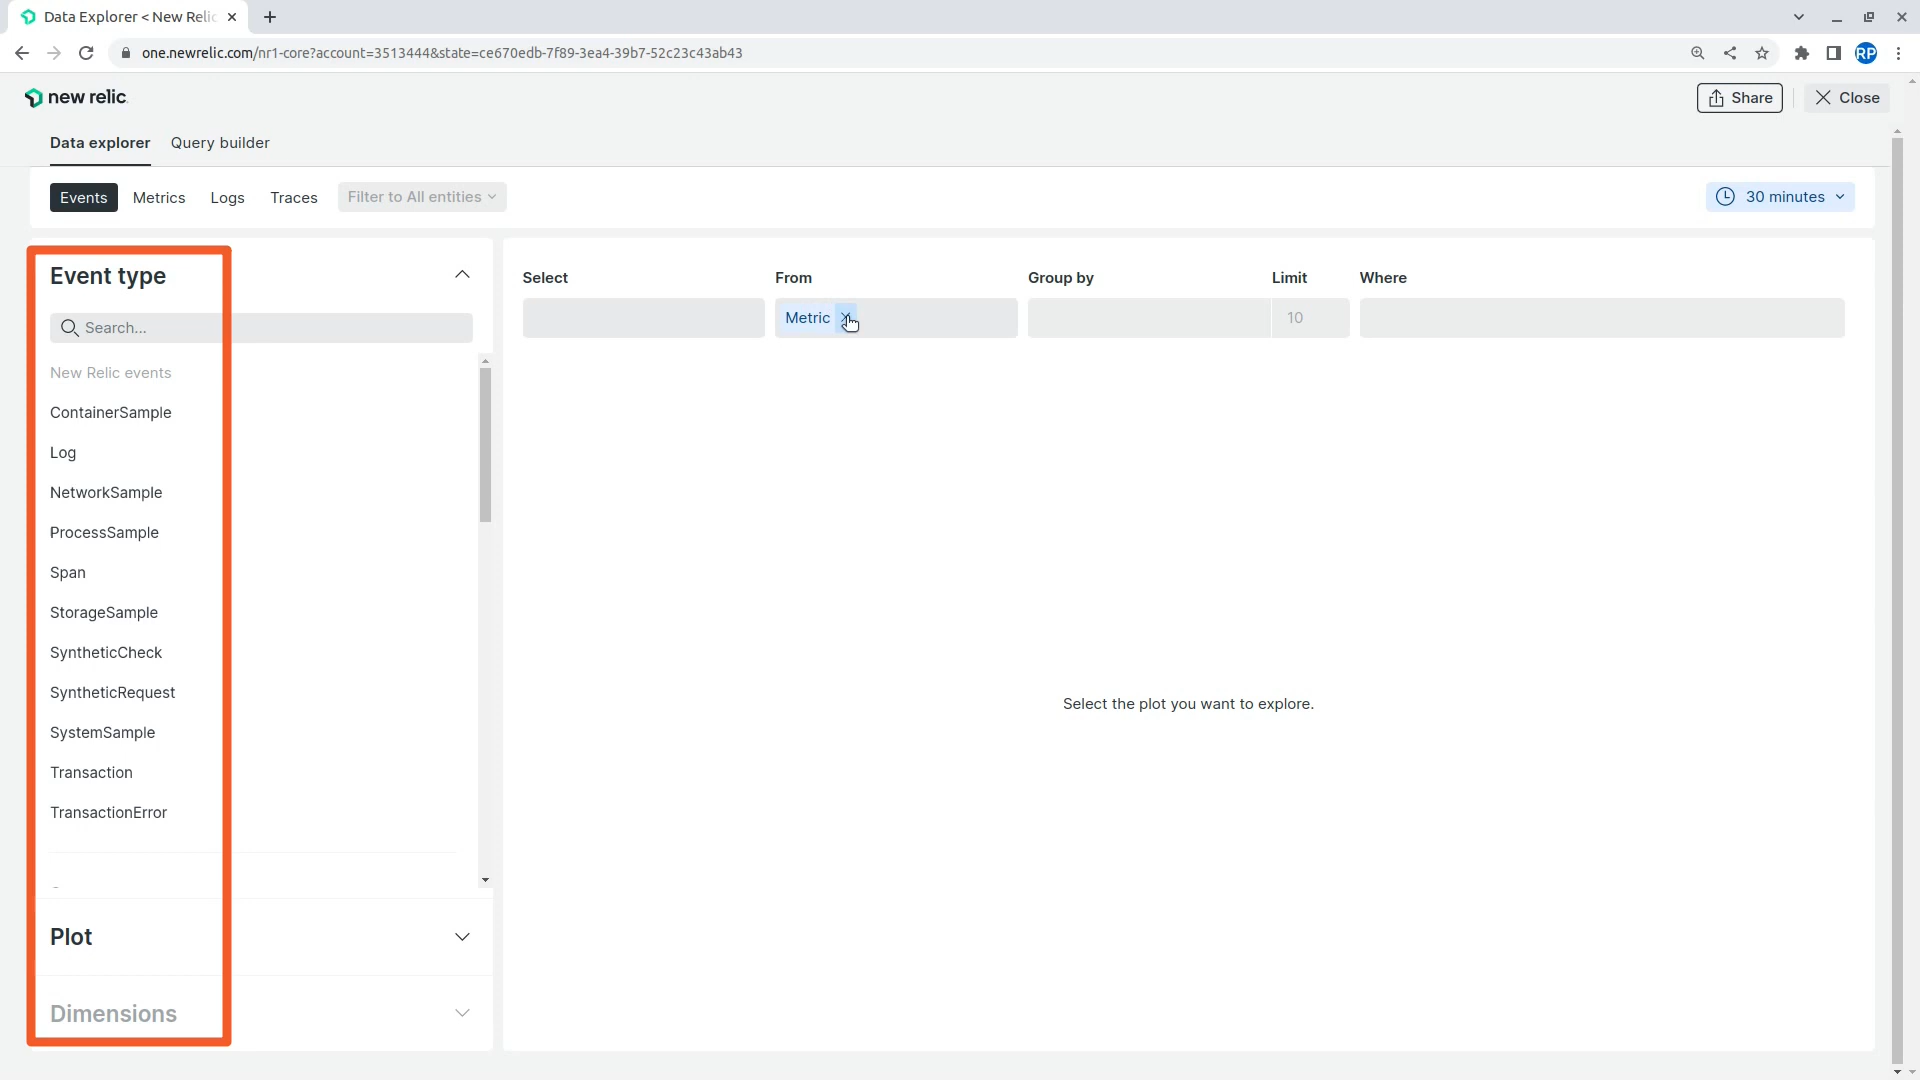 Data Explorer < New Relic
one.newrelic.com/nr1-core?account=3513444&state=ce670edb-7f89-3ea4-39b7-52c23c43ab43
RP
new relic
Share
Close
Data explorer
Query builder
Events
Metrics
Logs
Traces
Filter to All entities
30 minutes
Event type
Search...
New Relic events
ContainerSample
Log
NetworkSample
ProcessSample
Span
StorageSample
SyntheticCheck
SyntheticRequest
SystemSample
Transaction
TransactionError
Plot
Dimensions
Select
From
Group by
Limit
Where
Metric
10
Select the plot you want to explore.